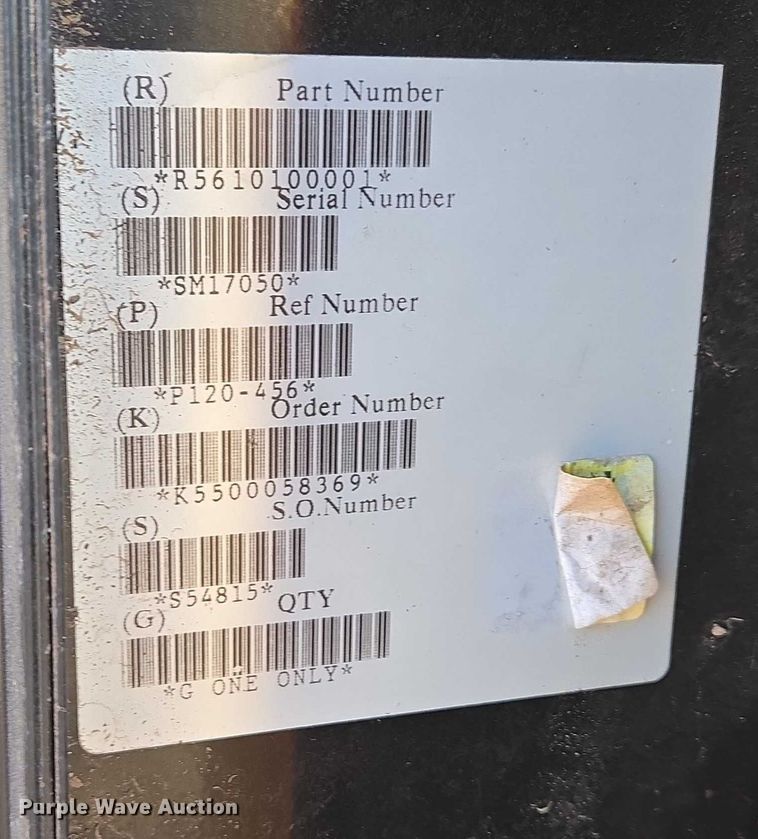 (R) Part Number
*R5610100001*
(S) Serial Number
*SM17050*
(P) Ref Number
*P120-456*
(K) Order Number
*K5500058369*
(S) S.O.Number
*S54815*
(G) QTY
*G ONE ONLY*
Purple Wave Auction